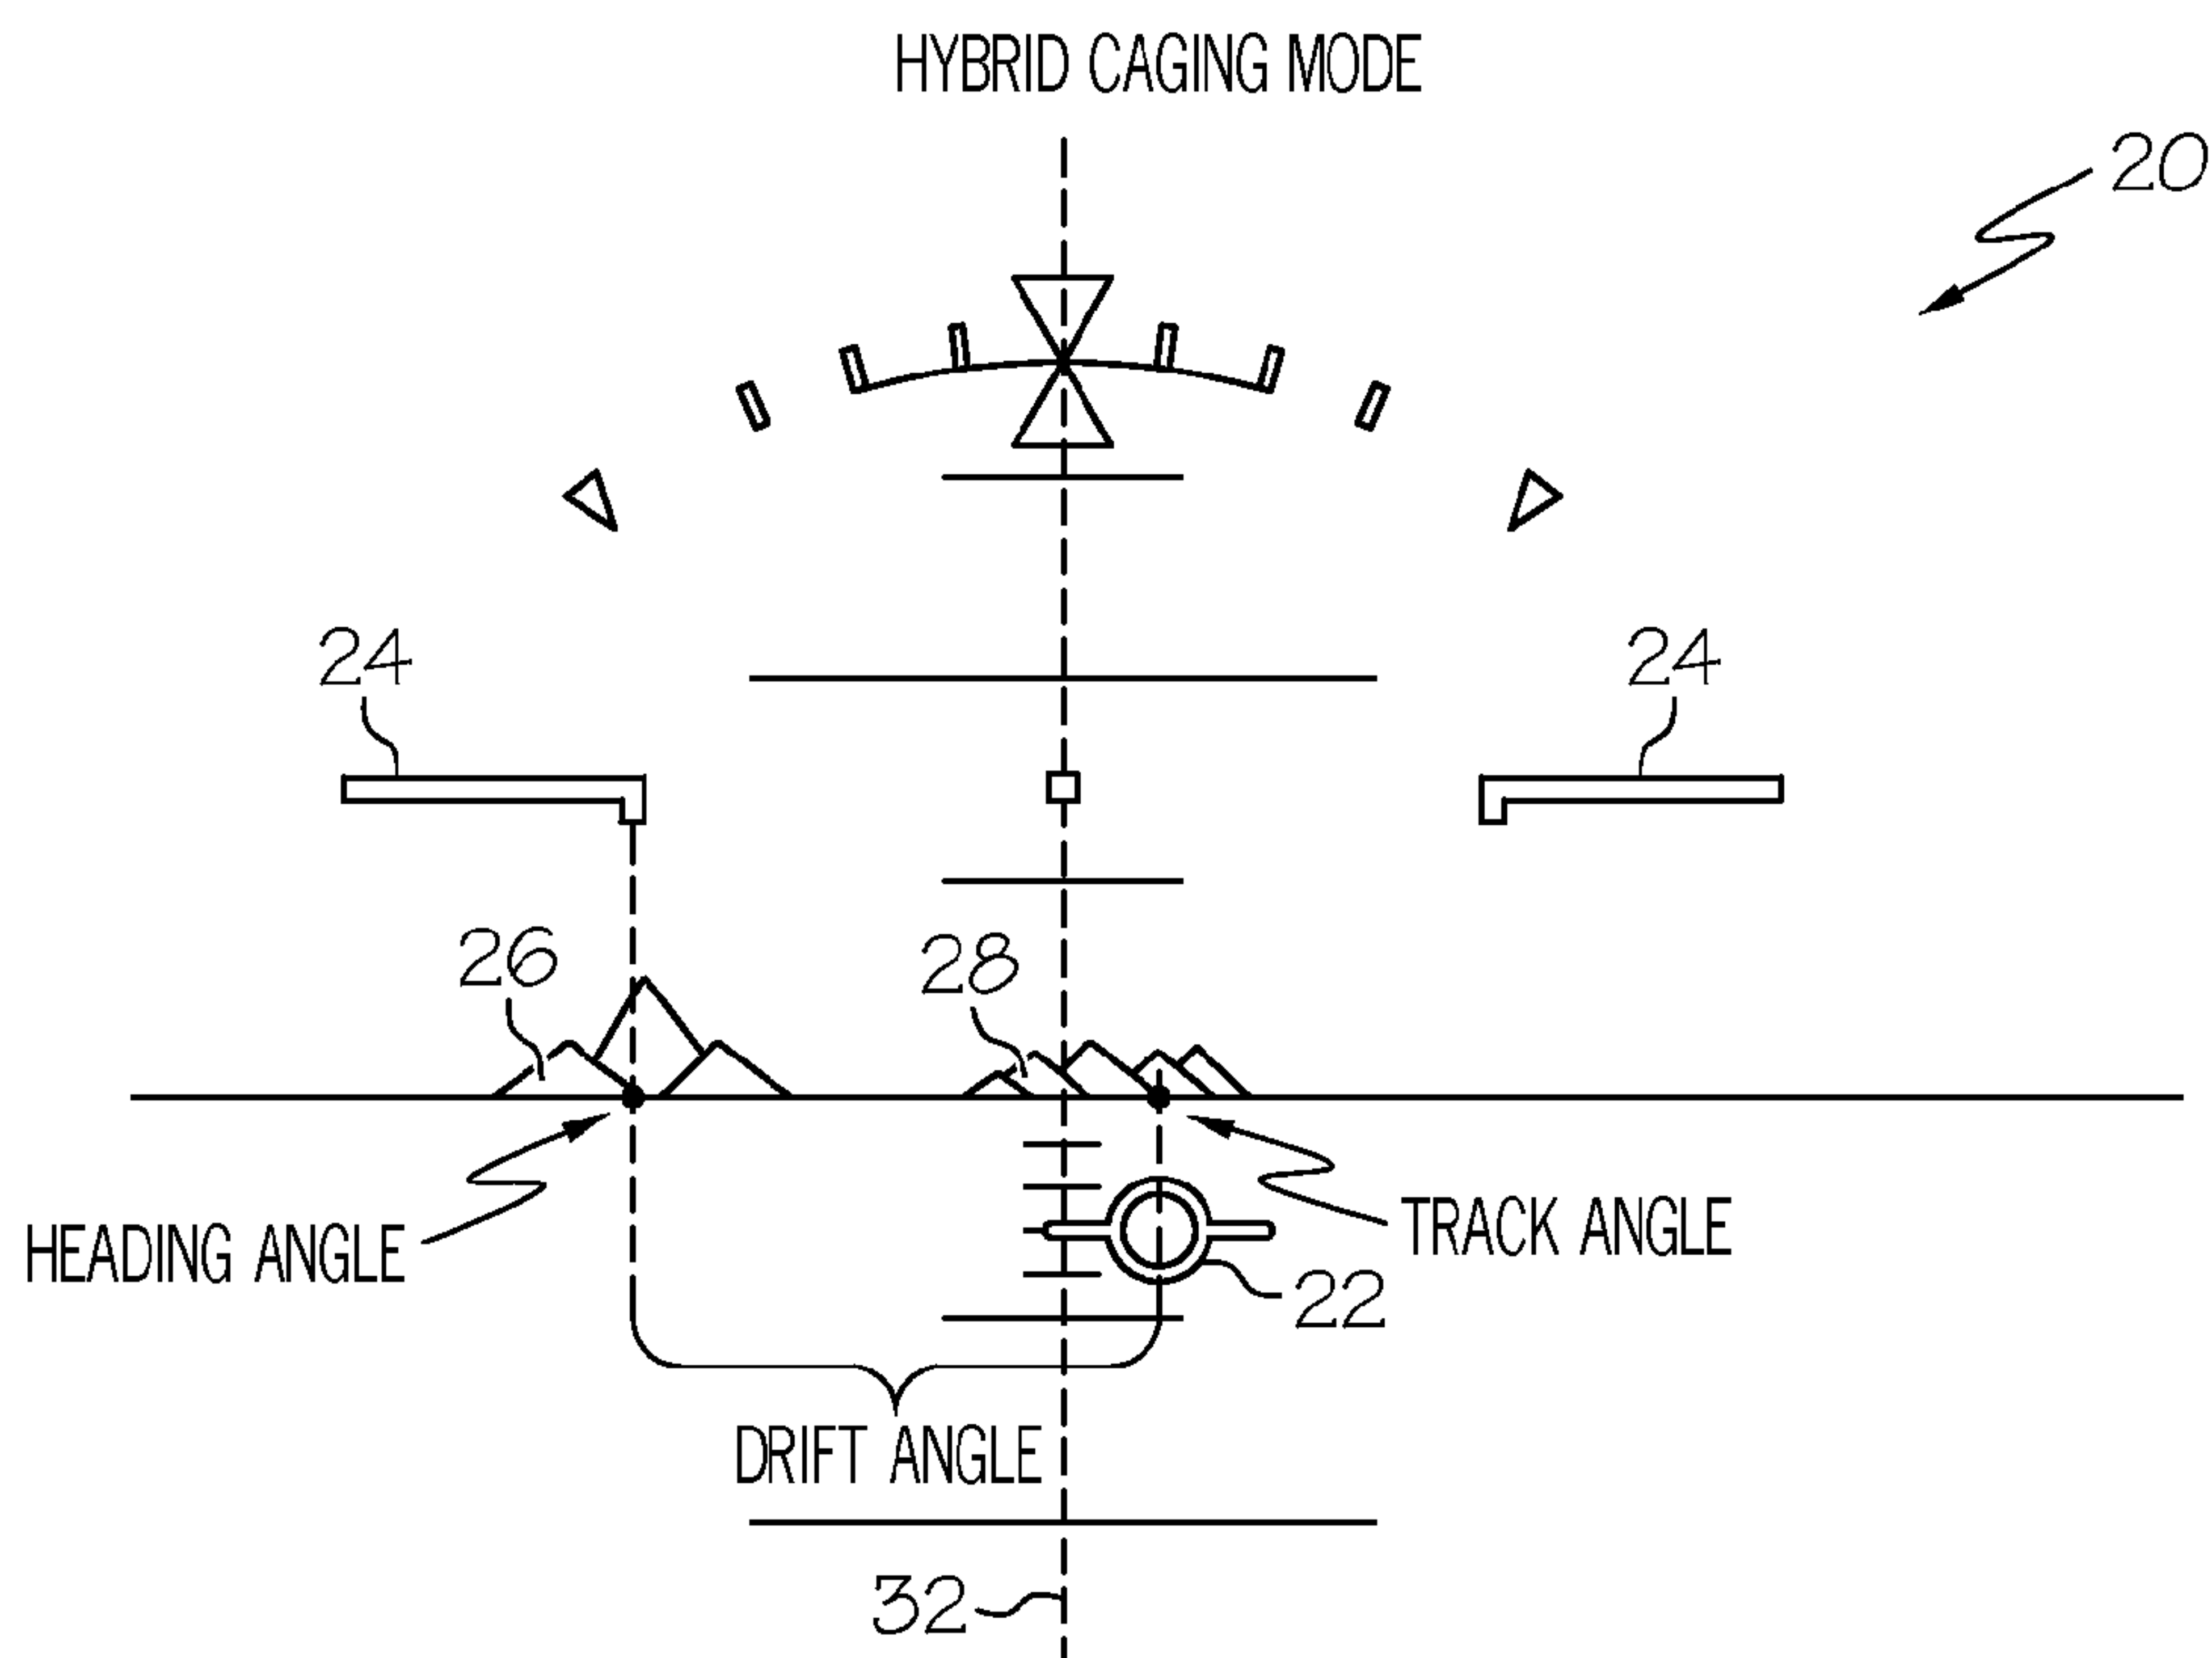 HYBRID CAGING MODE
20
24
24
26
28
HEADING ANGLE
TRACK ANGLE
22
DRIFT ANGLE
32